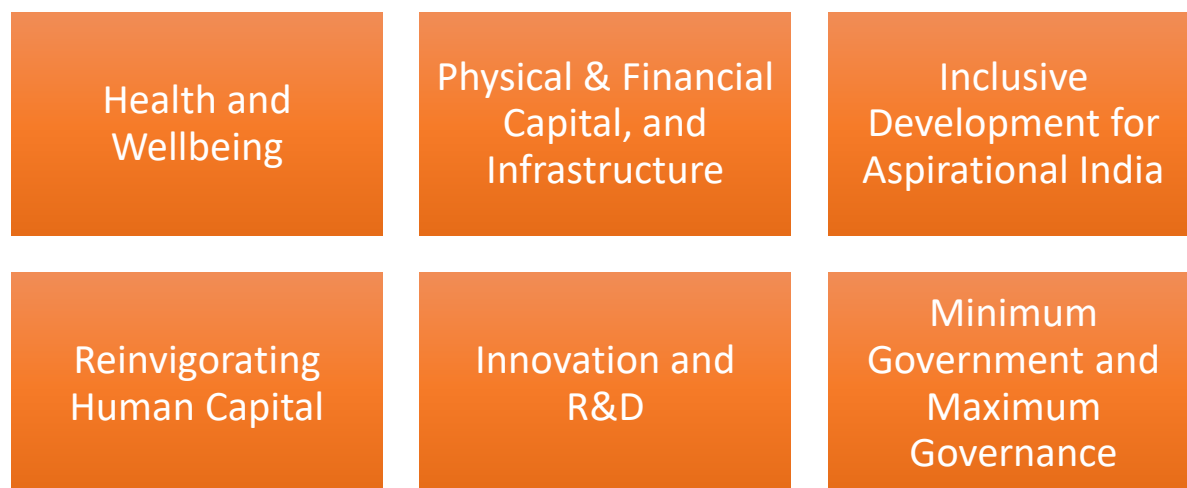 Health and
Wellbeing
Physical & Financial
Capital, and
Infrastructure
Inclusive
Development for
Aspirational India
Reinvigorating
Human Capital
Innovation and
R&D
Minimum
Government and
Maximum
Governance